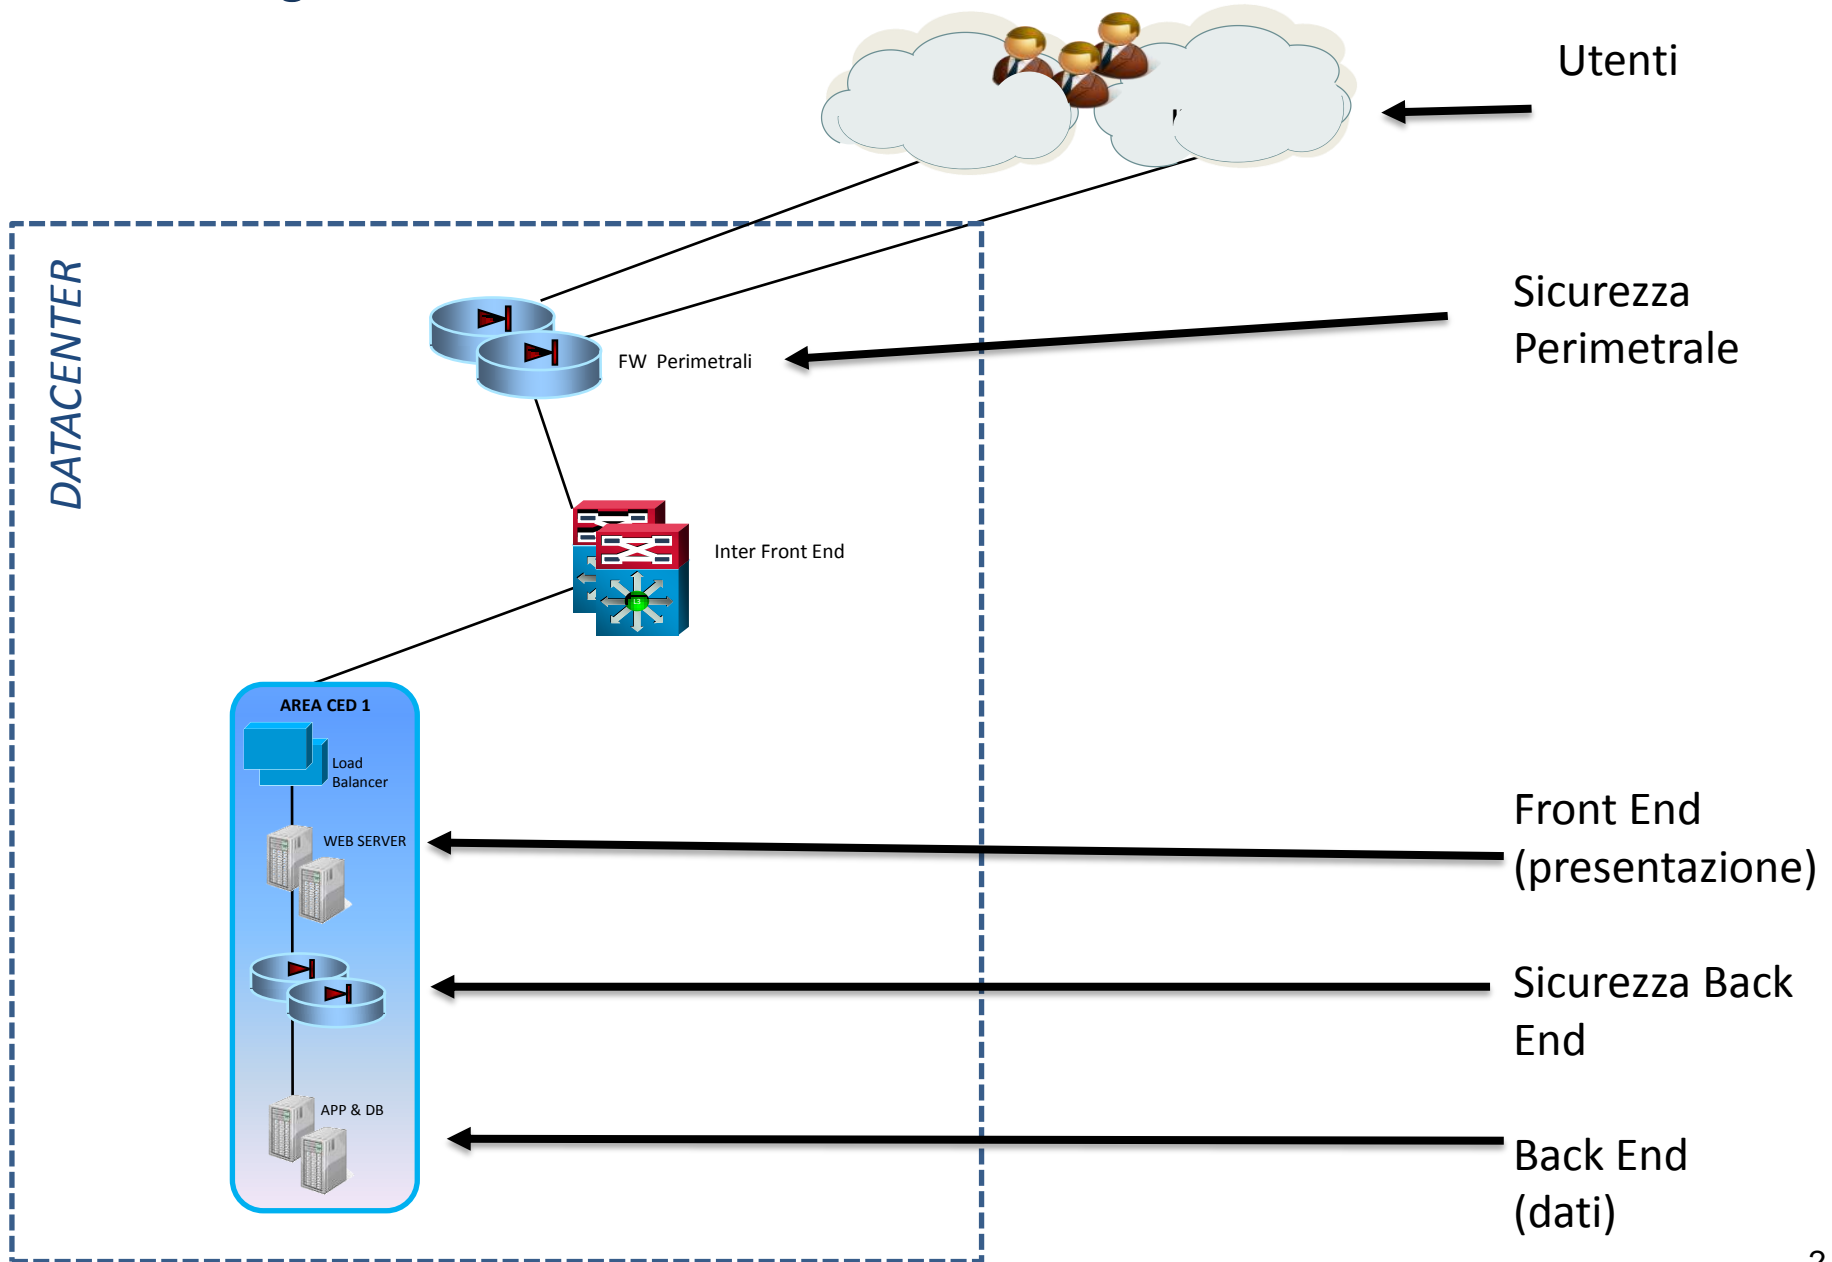 Utenti
DATACENTER
Sicurezza
Perimetrale
FW Perimetrali
Inter Front End
L3
AREA CED 1
Load
Balancer
WEB SERVER
Front End
(presentazione)
Sicurezza Back
End
APP & DB
Back End
(dati)